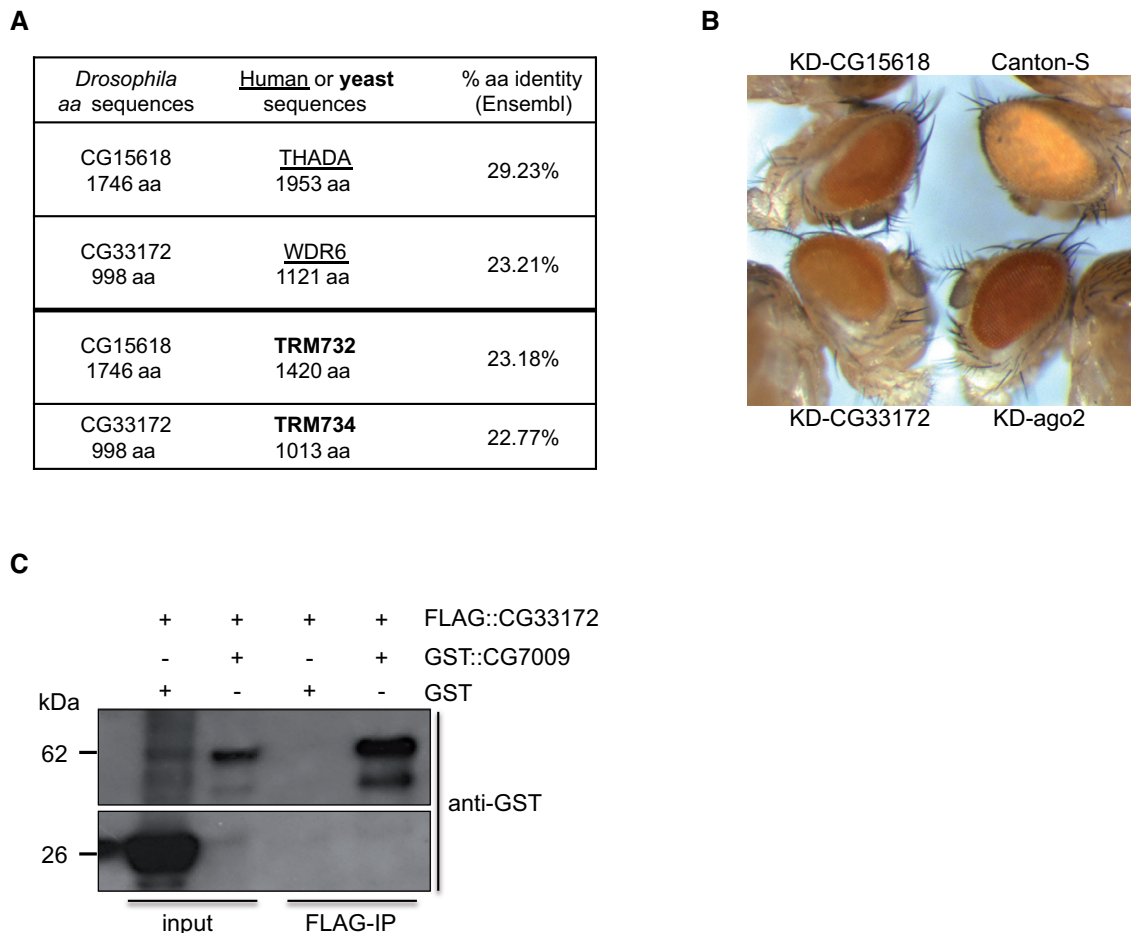 A
Drosophila aa sequences
Human or yeast sequences
% aa identity (Ensembl)
CG15618 1746 aa
THADA 1953 aa
29.23%
CG33172 998 aa
WDR6 1121 aa
23.21%
CG15618 1746 aa
TRM732 1420 aa
23.18%
CG33172 998 aa
TRM734 1013 aa
22.77%
B
KD-CG15618 Canton-S
KD-CG33172 KD-ago2
C
+ + + + FLAG::CG33172
- + - + GST::CG7009
+ - + - GST
kDa
62
26
anti-GST
input FLAG-IP